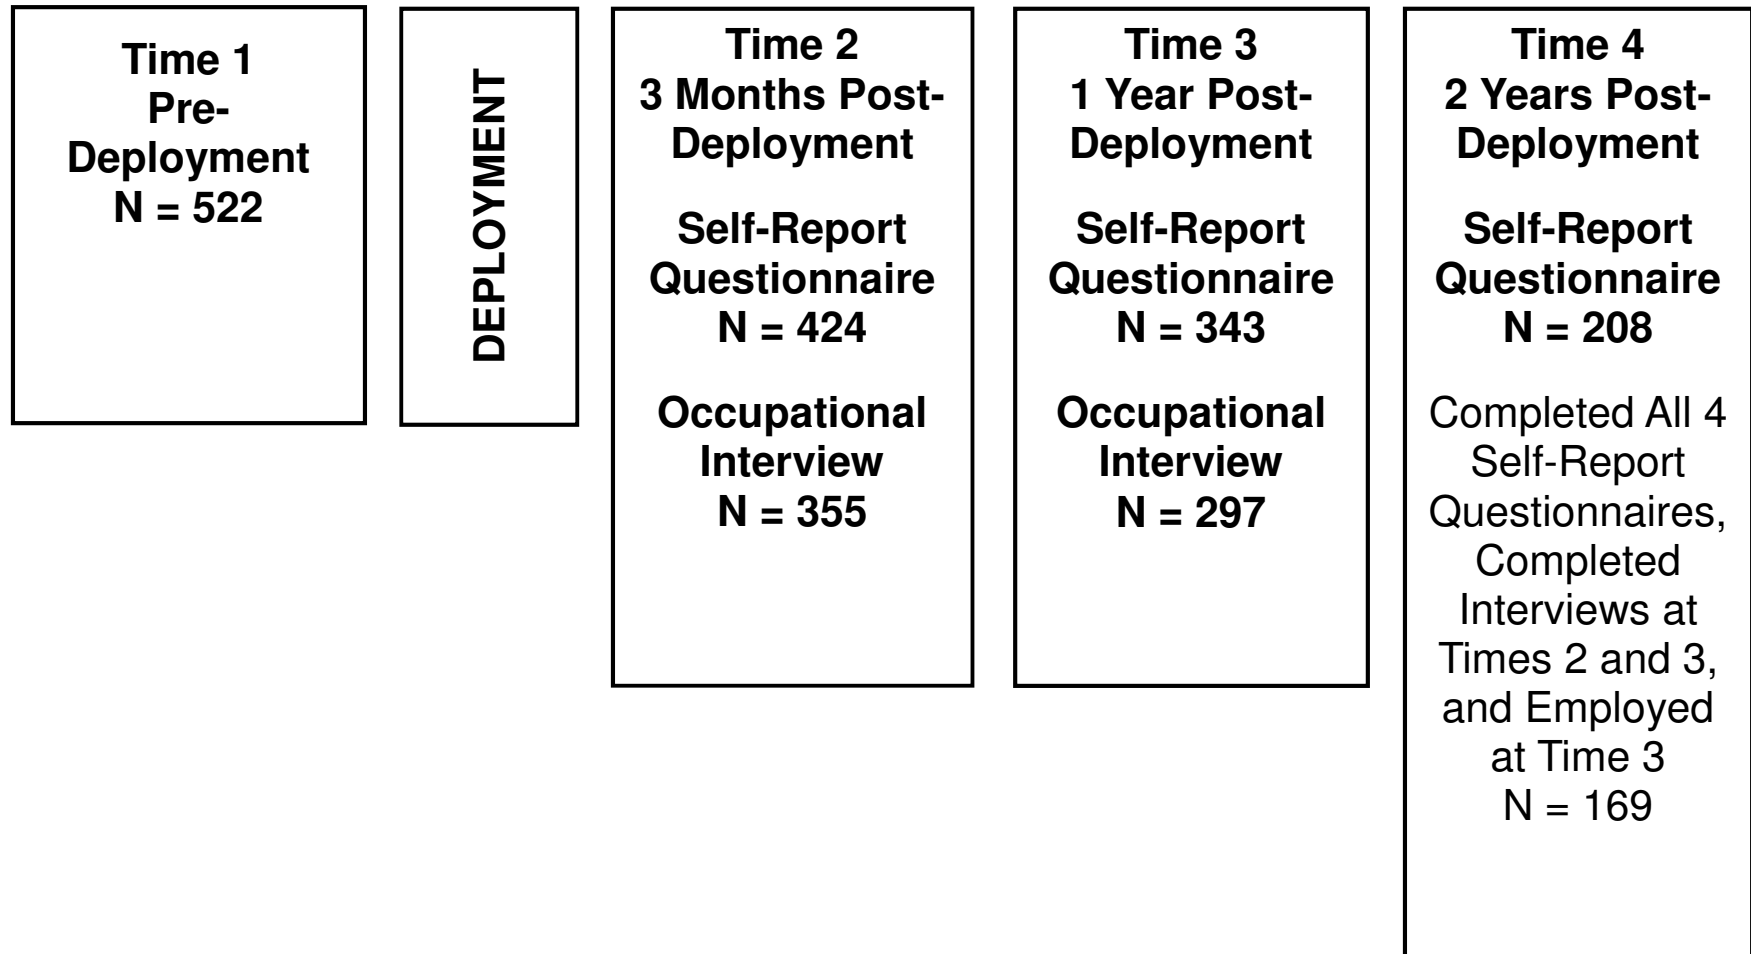 Time 1
Pre-
Deployment
N = 522
DEPLOYMENT
Time 2
3 Months Post-
Deployment
Self-Report
Questionnaire
N = 424
Occupational
Interview
N = 355
Time 3
1 Year Post-
Deployment
Self-Report
Questionnaire
N = 343
Occupational
Interview
N = 297
Time 4
2 Years Post-
Deployment
Self-Report
Questionnaire
N = 208
Completed All 4
Self-Report
Questionnaires,
Completed
Interviews at
Times 2 and 3,
and Employed
at Time 3
N = 169